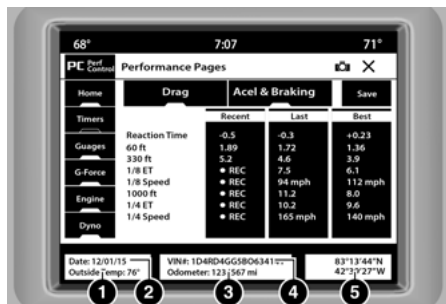 68° 7:07 71°
PC Perf Control Performance Pages
Home Drag Acel & Braking Save
Timers Recent Last Best
Reaction Time -0.5 -0.3 +0.23
60 ft 1.89 1.72 1.36
Guages 330 ft 5.2 4.6 3.9
1/8 ET REC 7.5 6.1
G-Force 1/8 Speed REC 94 mph 112 mph
1000 ft REC 11.2 8.0
Engine 1/4 ET REC 10.2 9.6
1/4 Speed REC 165 mph 140 mph
Dyno
Date: 12/01/15 VIN#: 83°13'44"N
Outside Temp: 76° Odometer: 123,567 mi
1 2 3 4 5